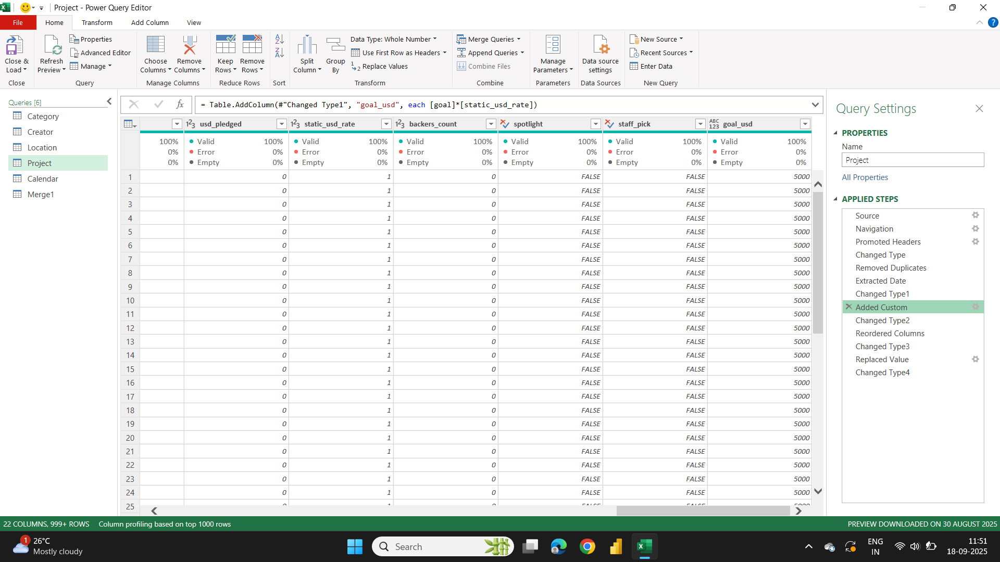 Project - Power Query Editor
File Home Transform Add Column View
Close & Load
Close
Refresh Preview
Properties
Advanced Editor
Manage
Query
Choose Columns
Remove Columns
Manage Columns
Keep Rows
Remove Rows
Reduce Rows
Sort
Split Column
Group By
Data Type: Whole Number
Use First Row as Headers
Replace Values
Transform
Merge Queries
Append Queries
Combine Files
Combine
Manage Parameters
Parameters
Data source settings
Data Sources
New Source
Recent Sources
Enter Data
New Query
Queries [6]
Category
Creator
Location
Project
Calendar
Merge1
fx = Table.AddColumn(#"Changed Type1", "goal_usd", each [goal]*[static_usd_rate])
usd_pledged static_usd_rate backers_count spotlight staff_pick ABC 123 goal_usd
100% Valid 100% Valid 100% Valid 100% Valid 100% Valid 100% Valid 100%
0% Error 0% Error 0% Error 0% Error 0% Error 0% Error 0%
0% Empty 0% Empty 0% Empty 0% Empty 0% Empty 0% Empty 0%
1 0 1 0 FALSE FALSE 5000
2 0 1 0 FALSE FALSE 5000
3 0 1 0 FALSE FALSE 5000
4 0 1 0 FALSE FALSE 5000
5 0 1 0 FALSE FALSE 5000
6 0 1 0 FALSE FALSE 5000
7 0 1 0 FALSE FALSE 5000
8 0 1 0 FALSE FALSE 5000
9 0 1 0 FALSE FALSE 5000
10 0 1 0 FALSE FALSE 5000
11 0 1 0 FALSE FALSE 5000
12 0 1 0 FALSE FALSE 5000
13 0 1 0 FALSE FALSE 5000
14 0 1 0 FALSE FALSE 5000
15 0 1 0 FALSE FALSE 5000
16 0 1 0 FALSE FALSE 5000
17 0 1 0 FALSE FALSE 5000
18 0 1 0 FALSE FALSE 5000
19 0 1 0 FALSE FALSE 5000
20 0 1 0 FALSE FALSE 5000
21 0 1 0 FALSE FALSE 5000
22 0 1 0 FALSE FALSE 5000
23 0 1 0 FALSE FALSE 5000
24 0 1 0 FALSE FALSE 5000
25
Query Settings
PROPERTIES
Name
Project
All Properties
APPLIED STEPS
Source
Navigation
Promoted Headers
Changed Type
Removed Duplicates
Extracted Date
Changed Type1
Added Custom
Changed Type2
Reordered Columns
Changed Type3
Replaced Value
Changed Type4
22 COLUMNS, 999+ ROWS Column profiling based on top 1000 rows PREVIEW DOWNLOADED ON 30 AUGUST 2025
1
26°C
Mostly cloudy
Search
ENG
IN
11:51
18-09-2025